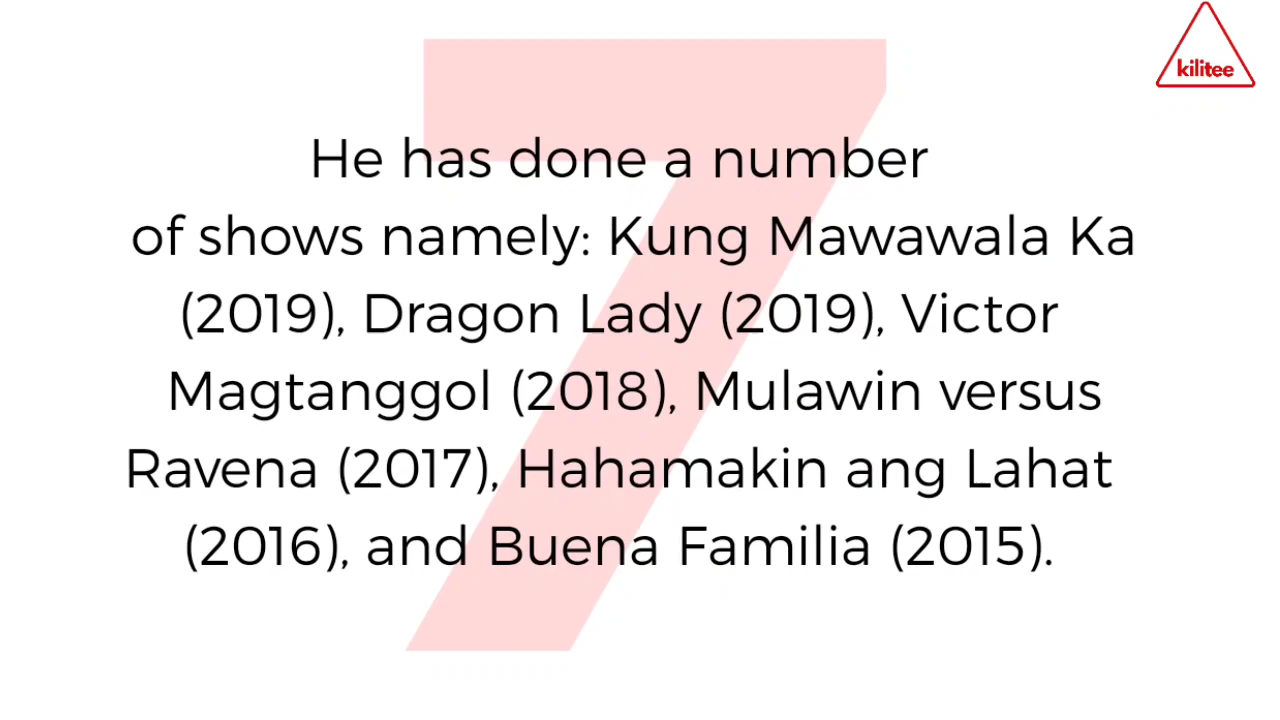 kilitee
7
He has done a number
of shows namely: Kung Mawawala Ka
(2019), Dragon Lady (2019), Victor
Magtanggol (2018), Mulawin versus
Ravena (2017), Hahamakin ang Lahat
(2016), and Buena Familia (2015).